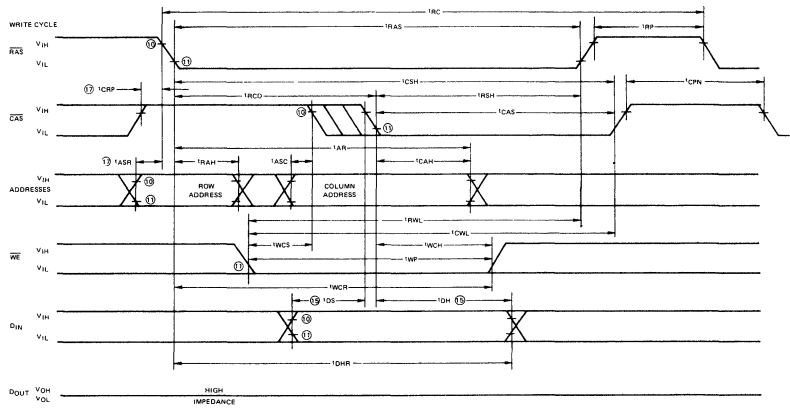 tRC
WRITE CYCLE
tRAS
tRP
RAS
VIH
VIL
⑩
⑪
tCSH
⑰ tCRP
tRCD
tRSH
tCPN
CAS
VIH
VIL
⑩
tCAS
⑪
tAR
⑰ tASR
tRAH
tASC
tCAH
ADDRESSES
VIH
VIL
⑩
⑪
ROW
ADDRESS
COLUMN
ADDRESS
tRWL
tCWL
WE
VIH
VIL
tWCS
tWCH
⑪
tWP
tWCR
⑮ tDS
tDH ⑮
DIN
VIH
VIL
⑩
⑪
tDHR
DOUT
VOH
VOL
HIGH
IMPEDANCE